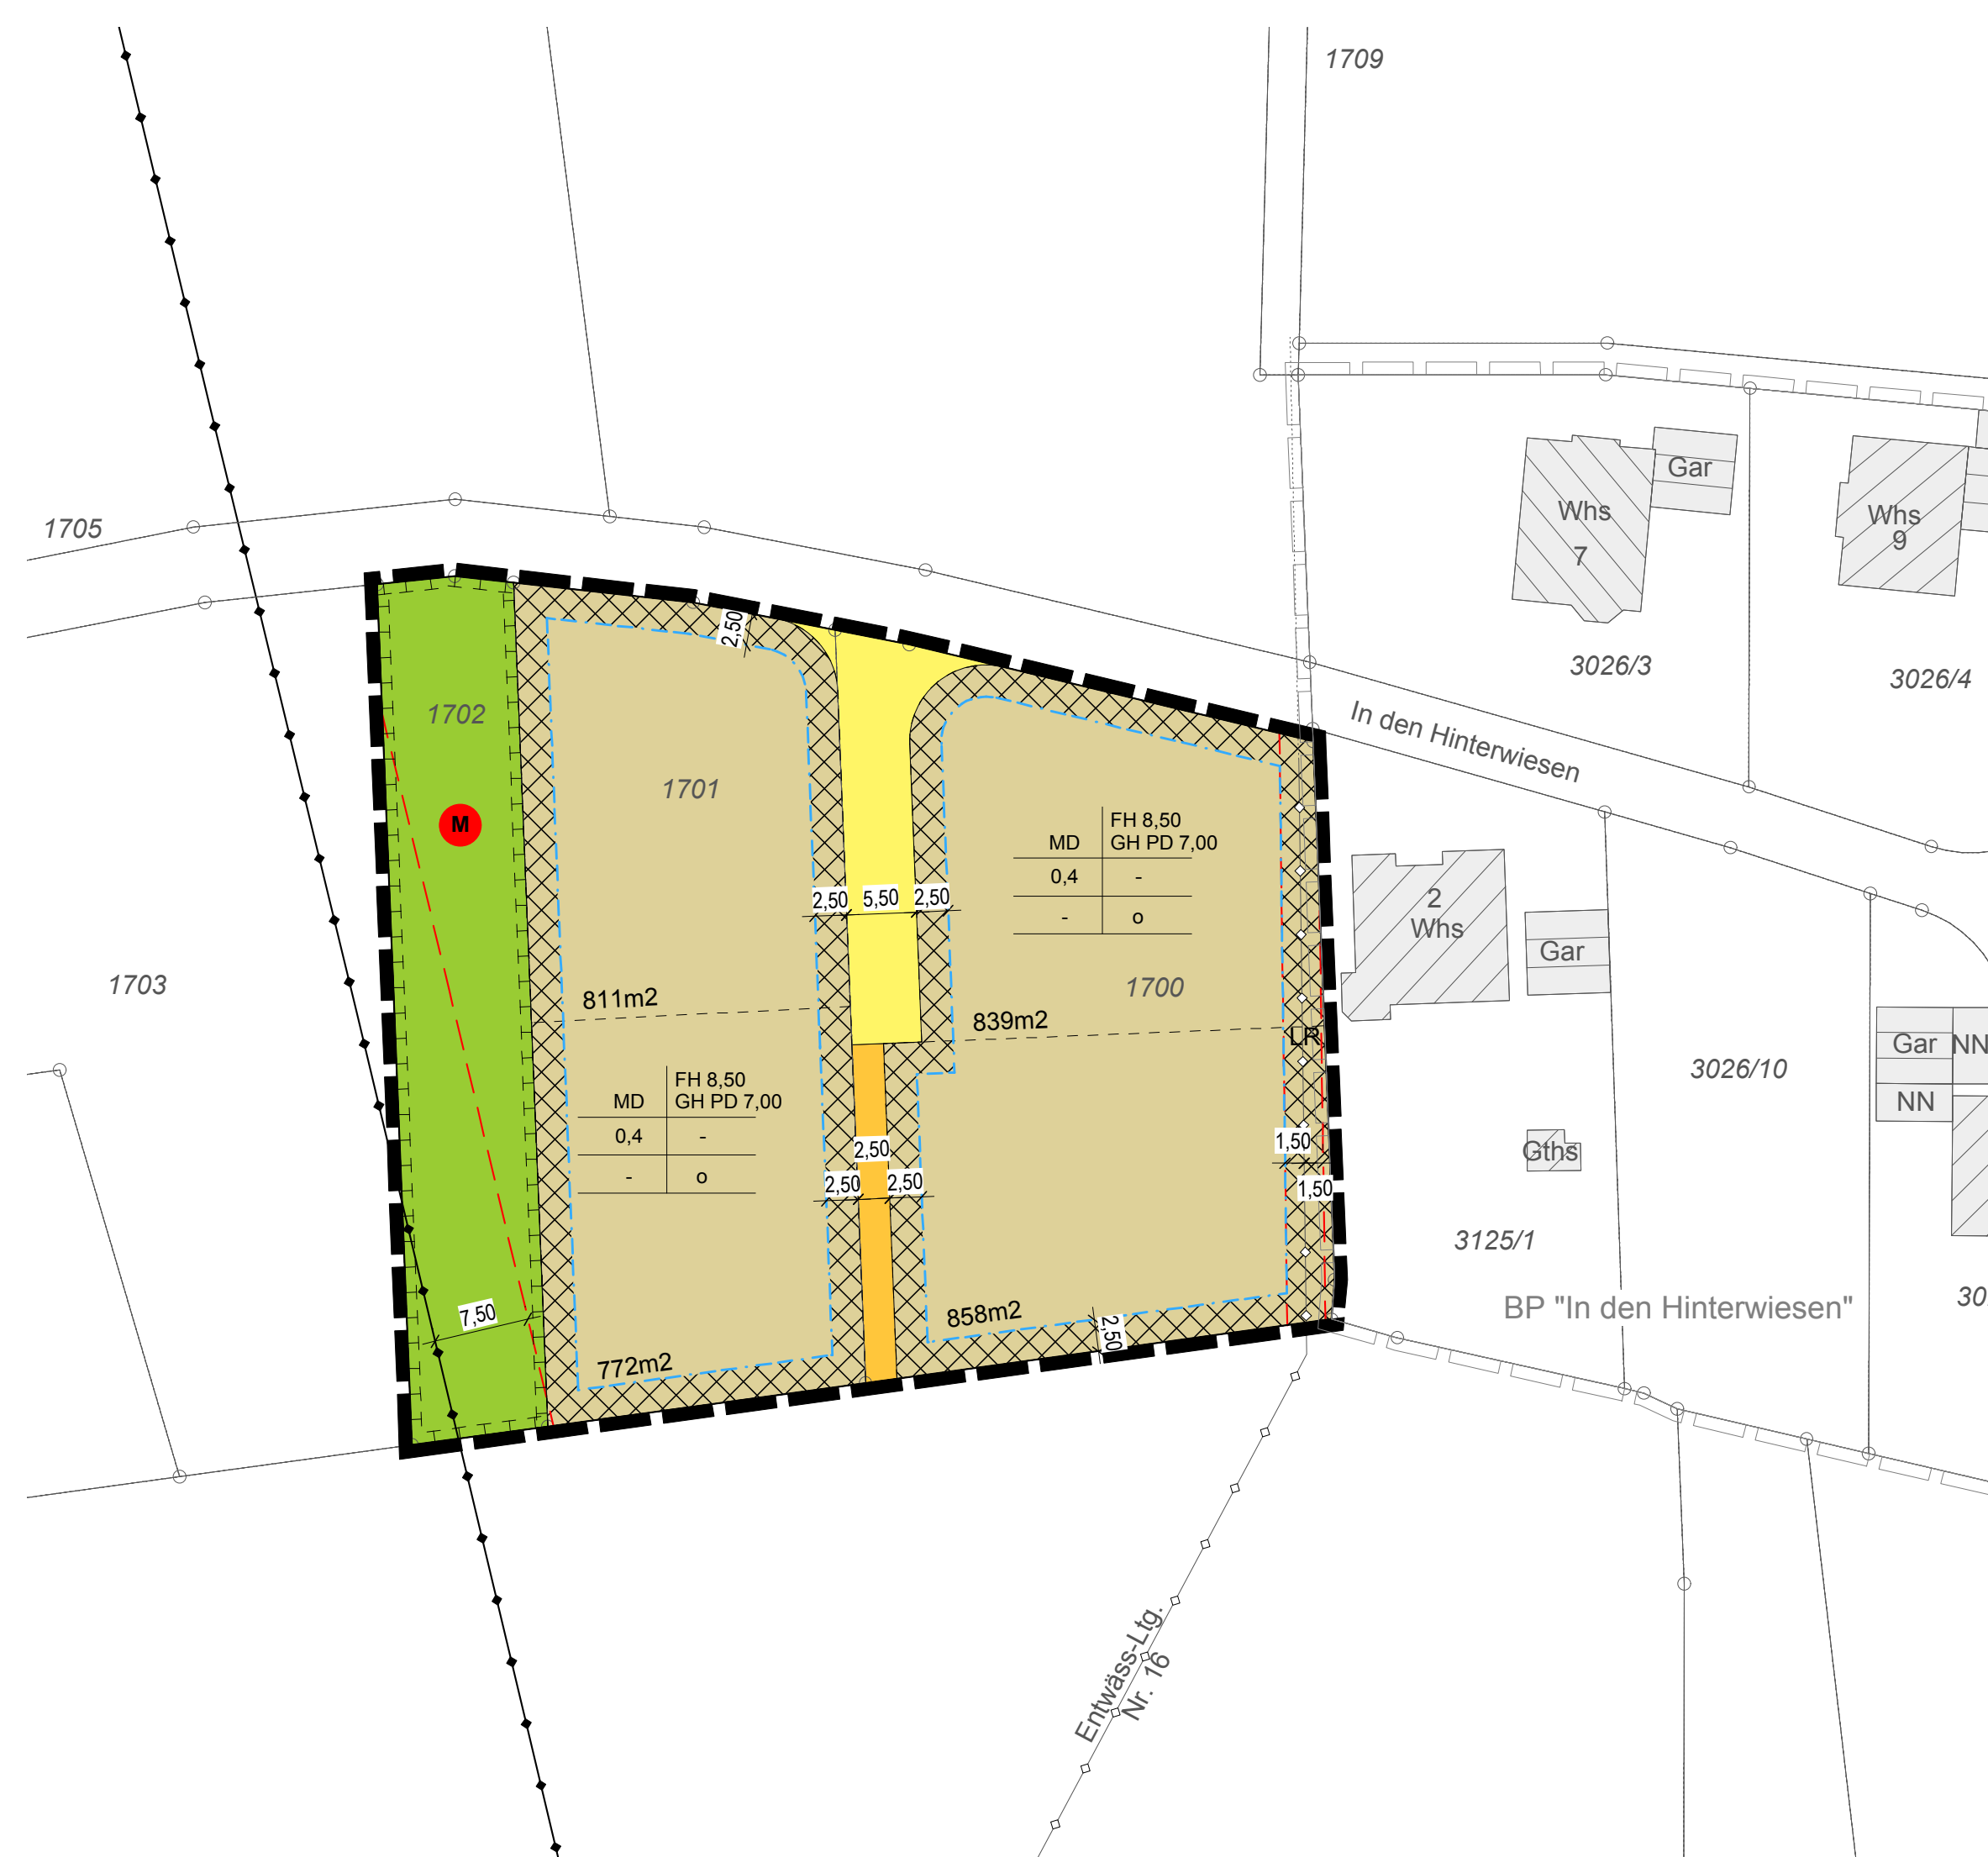 1709
Gar
Whs
7
Whs
9
1705
2,50
3026/3
3026/4
1702
In den Hinterwiesen
1701
M
FH 8,50
MD
GH PD 7,00
0,4
-
-
o
2,50
5,50
2,50
2
Whs
Gar
1703
1700
811m2
839m2
LR
Gar
NN
3026/10
NN
FH 8,50
MD
GH PD 7,00
0,4
-
-
o
2,50
1,50
Gths
2,50
2,50
1,50
3125/1
7,50
858m2
2,50
BP "In den Hinterwiesen"
30
772m2
Entwäss-Ltg.
Nr. 16